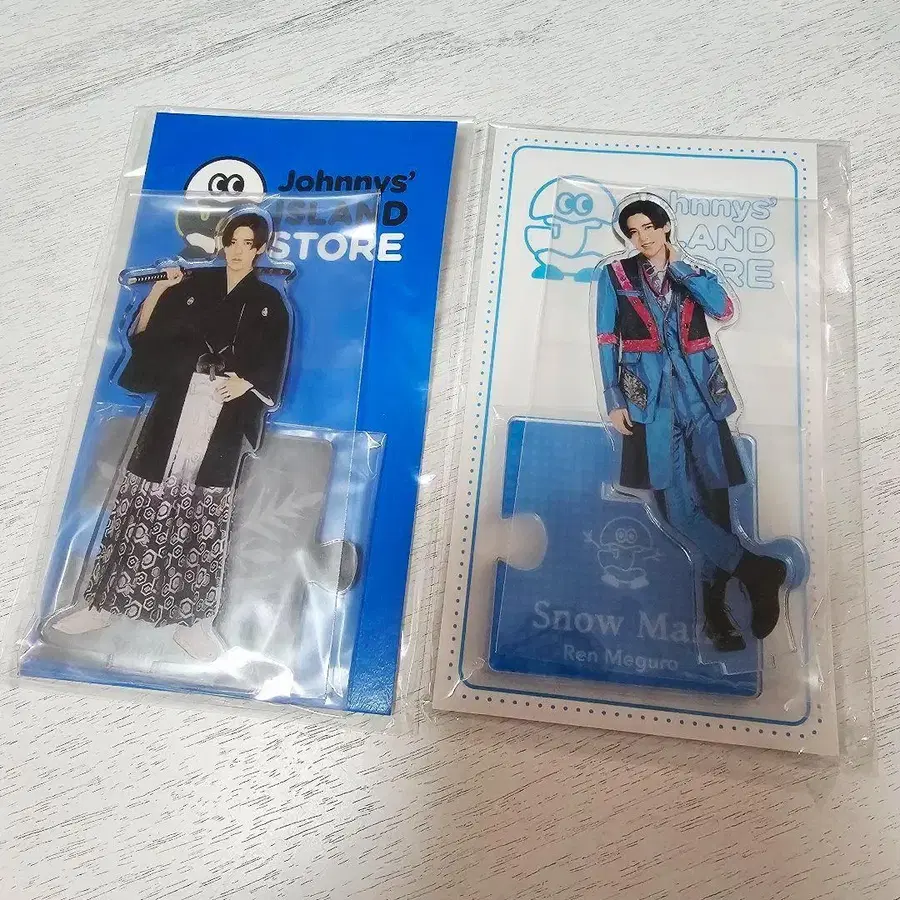 Johnnys'
ISLAND
STORE
Johnnys'
ISLAND
STORE
Snow Man
Ren Meguro